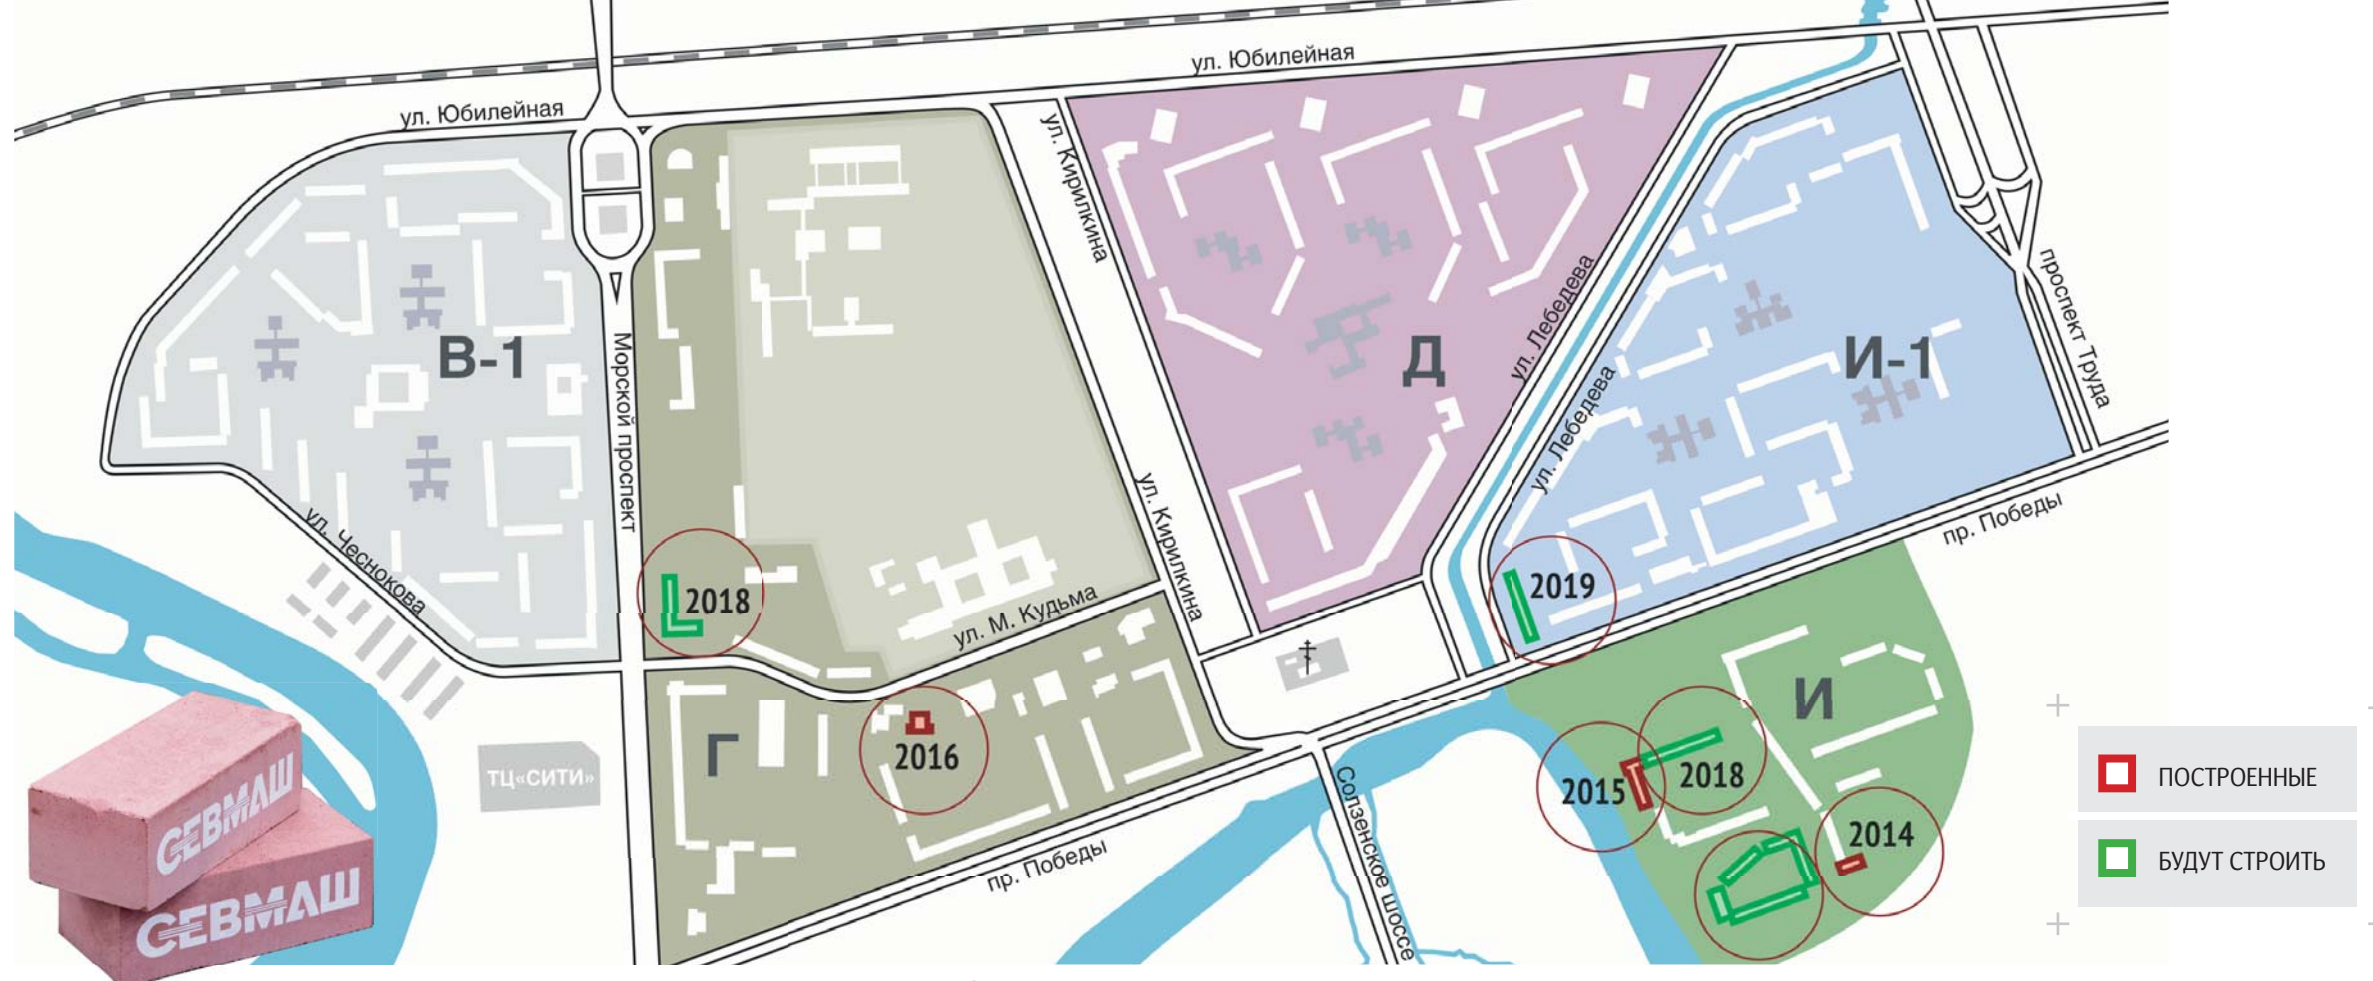 ул. Юбилейная
ул. Юбилейная
ул. Кирилкина
В-1
Морской проспект
Д
ул. Лебедева
ул. Лебедева
И-1
проспект Труда
ул. Чеснокова
ул. Кирилкина
пр. Победы
2018
ул. М. Кудьма
2019
Г
2016
ТЦ«СИТИ»
И
2015
2018
2014
Солзенское шоссе
пр. Победы
СЕВМАШ
СЕВМАШ
ПОСТРОЕННЫЕ
БУДУТ СТРОИТЬ